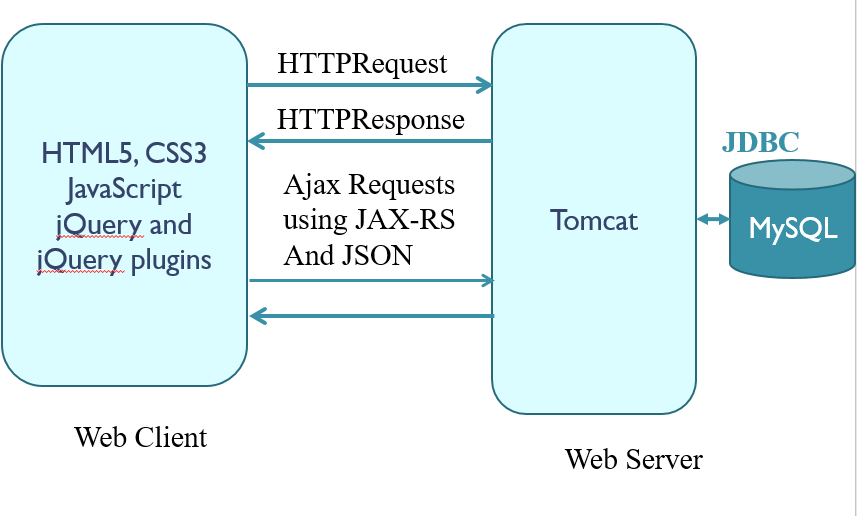 HTML5, CSS3
JavaScript
jQuery and
jQuery plugins
Web Client
HTTPRequest
HTTPResponse
Ajax Requests
using JAX-RS
And JSON
Tomcat
Web Server
JDBC
MySQL